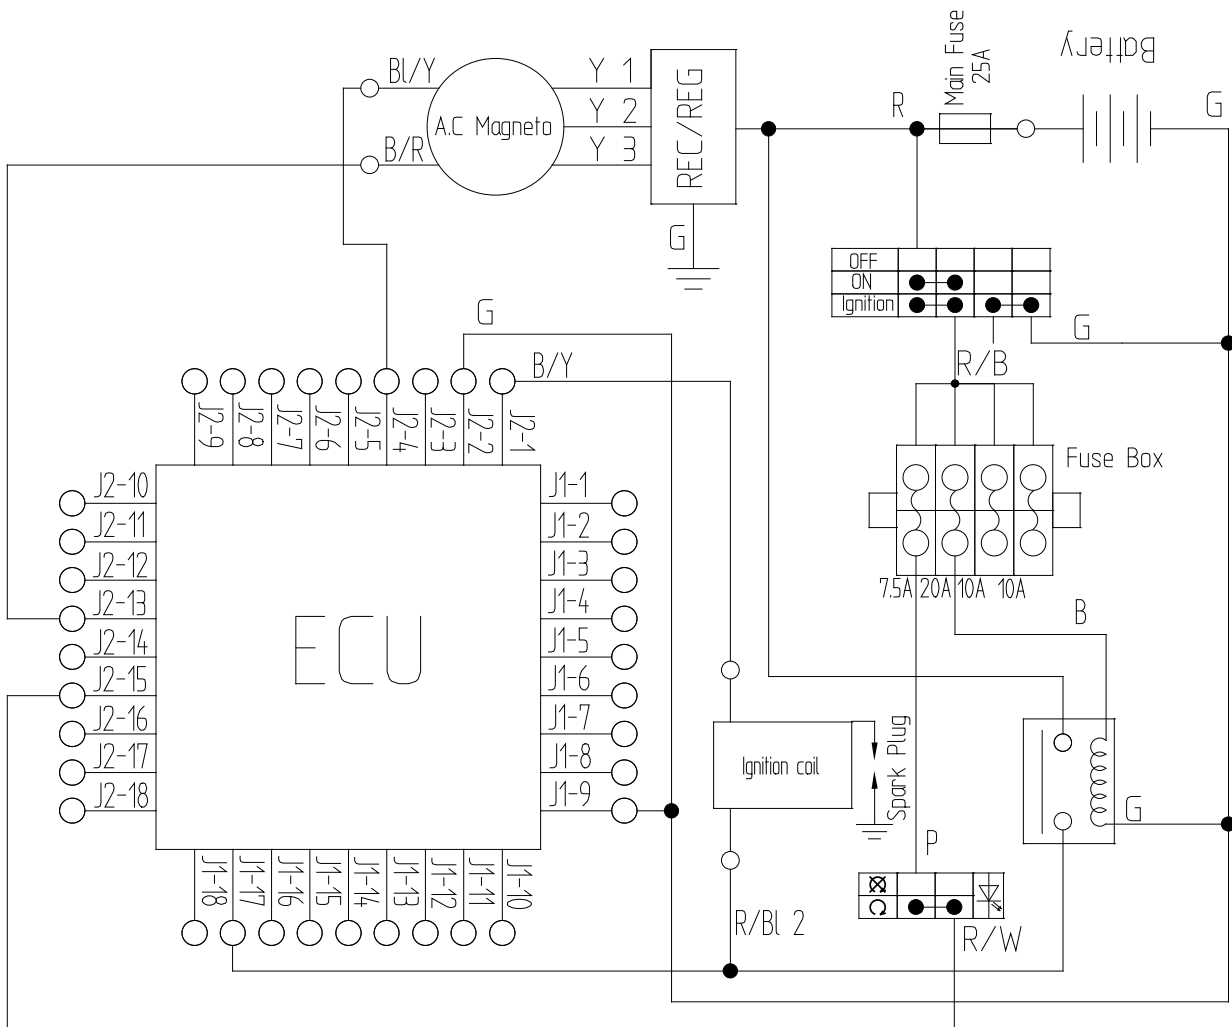 Main Fuse
25A
Battery
Bl/Y
Y 1
A.C Magneto
Y 2
B/R
Y 3
REC/REG
R
G
G
OFF
ON
Ignition
G
G
B/Y
R/B
J2-9
J2-8
J2-7
J2-6
J2-5
J2-4
J2-3
J2-2
J2-1
Fuse Box
J2-10
J2-11
J2-12
J2-13
J2-14
J2-15
J2-16
J2-17
J2-18
ECU
J1-1
J1-2
J1-3
J1-4
J1-5
J1-6
J1-7
J1-8
J1-9
7.5A 20A 10A 10A
B
Ignition coil
Spark Plug
G
P
J1-18
J1-17
J1-16
J1-15
J1-14
J1-13
J1-12
J1-11
J1-10
R/Bl 2
R/W